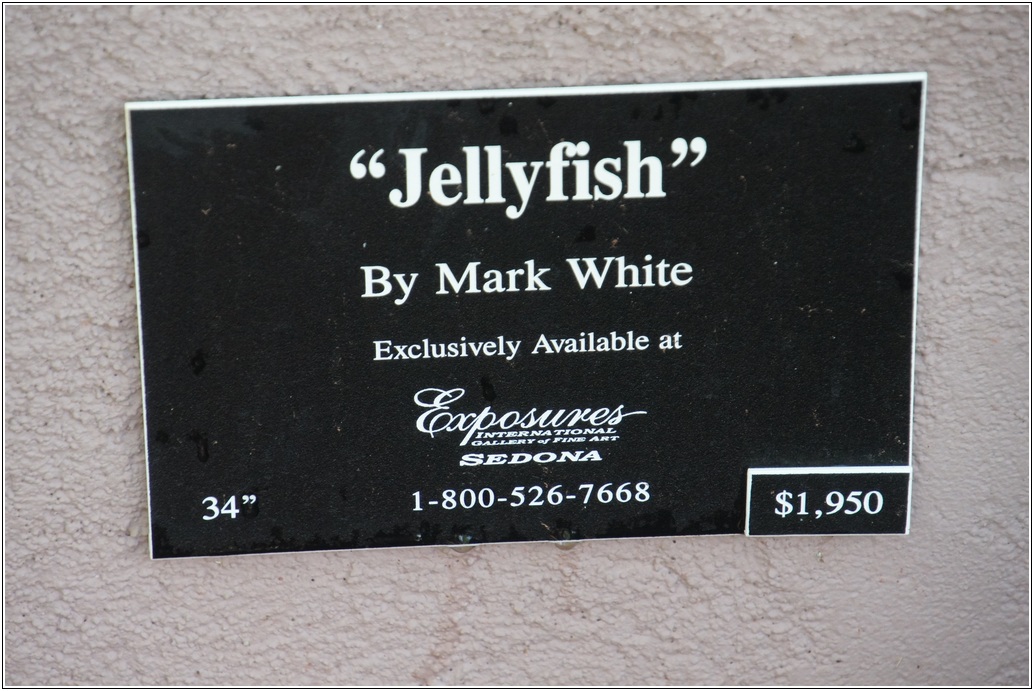 “Jellyfish”
By Mark White
Exclusively Available at
Exposures
INTERNATIONAL
GALLERY of FINE ART
SEDONA
34” 1-800-526-7668 $1,950